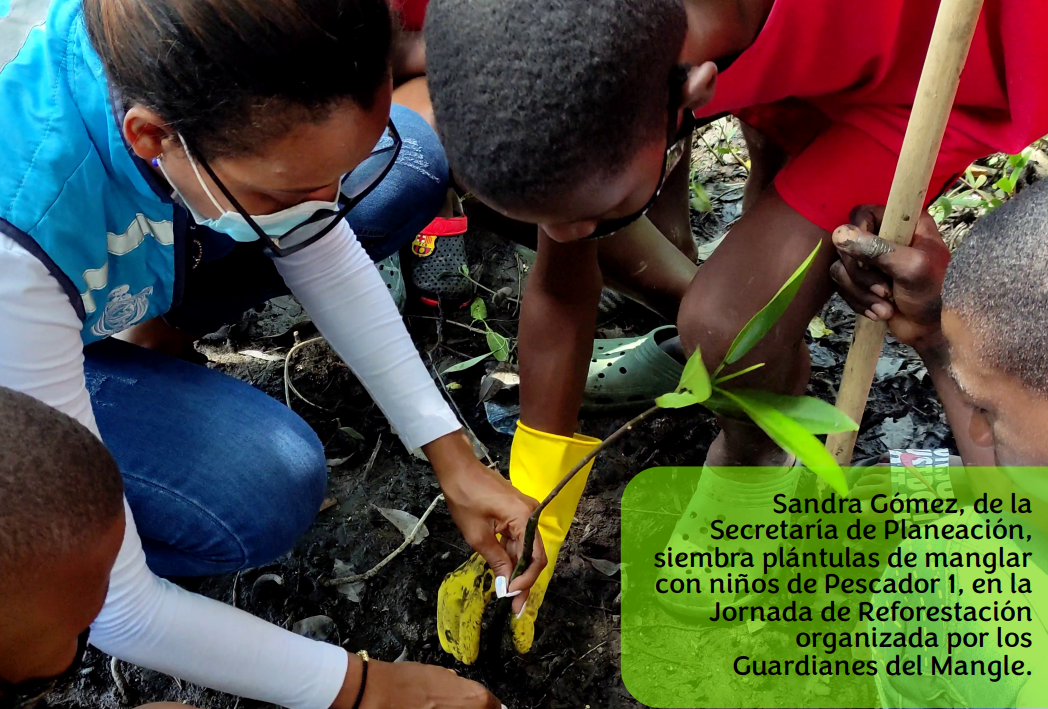 Sandra Gómez, de la
Secretaría de Planeación,
siembra plántulas de manglar
con niños de Pescador 1, en la
Jornada de Reforestación
organizada por los
Guardianes del Mangle.